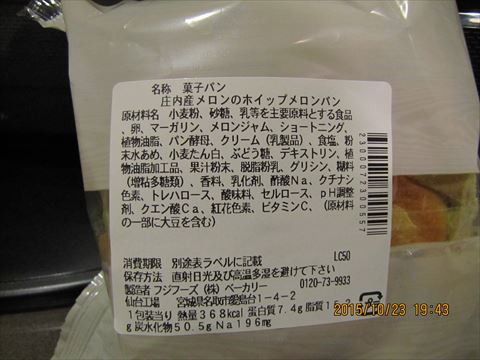 名称 菓子パン
庄内産メロンのホイップメロンパン
原材料名 小麦粉、砂糖、乳等を主要原料とする食品
、卵、マーガリン、メロンジャム、ショートニング、
植物油脂、パン酵母、クリーム(乳製品)、食塩、粉
末水あめ、小麦たん白、ぶどう糖、デキストリン、植
物油脂加工品、果汁粉末、脱脂粉乳、グリシン、糊料
(増粘多糖類)、香料、乳化剤、酢酸Na、クチナシ
色素、トレハロース、酸味料、セルロース、pH調整
剤、クエン酸Ca、紅花色素、ビタミンC、(原材料
の一部に大豆を含む)
消費期限 別途表ラベルに記載 LC50
保存方法 直射日光及び高温多湿を避けて下さい
製造者 フジフーズ(株) ベーカリー 0120-73-9933
仙台工場 宮城県名取市愛島台1-4-2
1包装当り 熱量368kcal 蛋白質7.4g 脂質
g 炭水化物50.5g Na196mg
2300072300557
2015/10/23 19:43